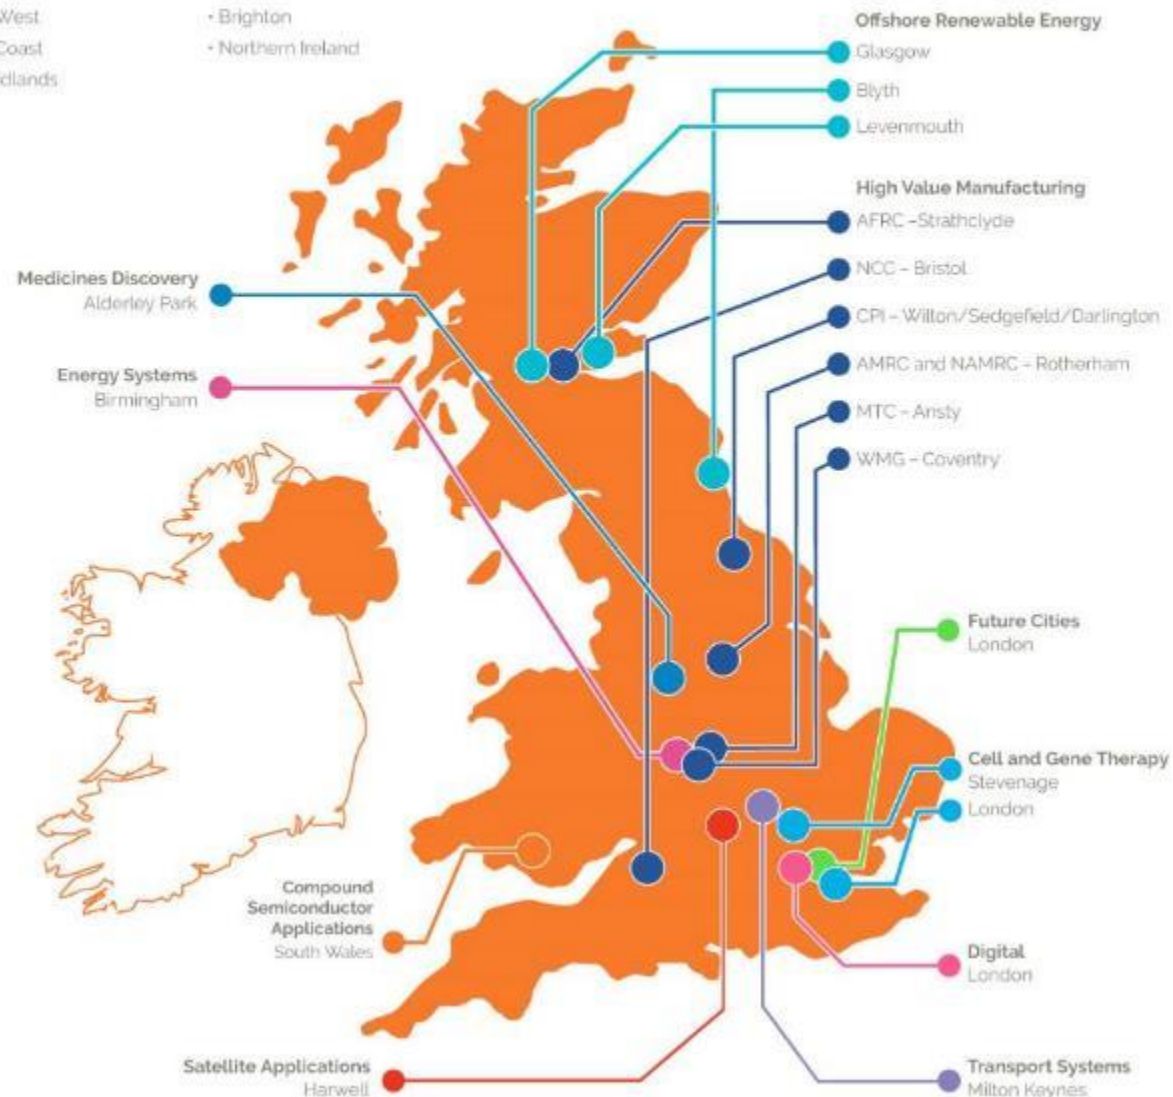 West
Coast
dlands
• Brighton
• Northern Ireland
Offshore Renewable Energy
Glasgow
Blyth
Levenmouth
High Value Manufacturing
AFRC –Strathclyde
NCC – Bristol
CPI – Wilton/Sedgefield/Darlington
AMRC and NAMRC – Rotherham
MTC – Ansty
WMG – Coventry
Medicines Discovery
Alderley Park
Energy Systems
Birmingham
Future Cities
London
Cell and Gene Therapy
Stevenage
London
Compound
Semiconductor
Applications
South Wales
Digital
London
Satellite Applications
Harwell
Transport Systems
Milton Keynes